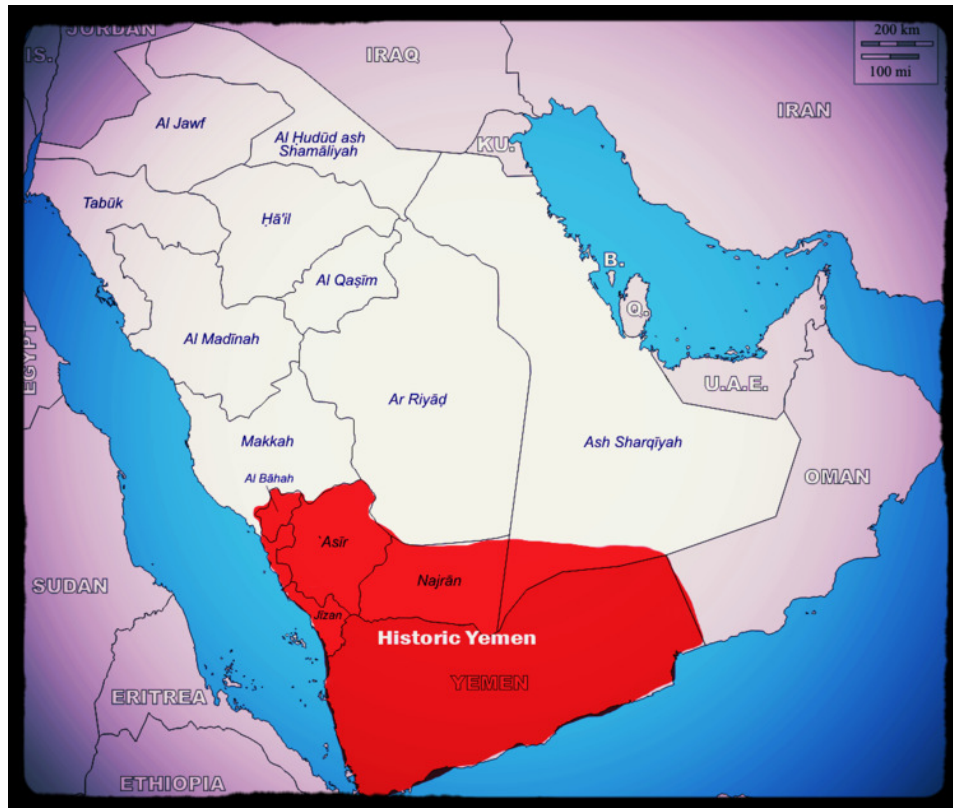 JORDAN
IS.
IRAQ
200 km
100 mi
IRAN
Al Jawf
Al Ḥudūd ash
Shamāliyah
KU.
Tabūk
Ḥā'il
B.
Al Qaṣīm
Q.
Al Madīnah
EGYPT
U.A.E.
Ar Riyāḍ
Makkah
Ash Sharqīyah
Al Bāhah
OMAN
'Asīr
SUDAN
Najrān
Jīzan
Historic Yemen
YEMEN
ERITREA
ETHIOPIA